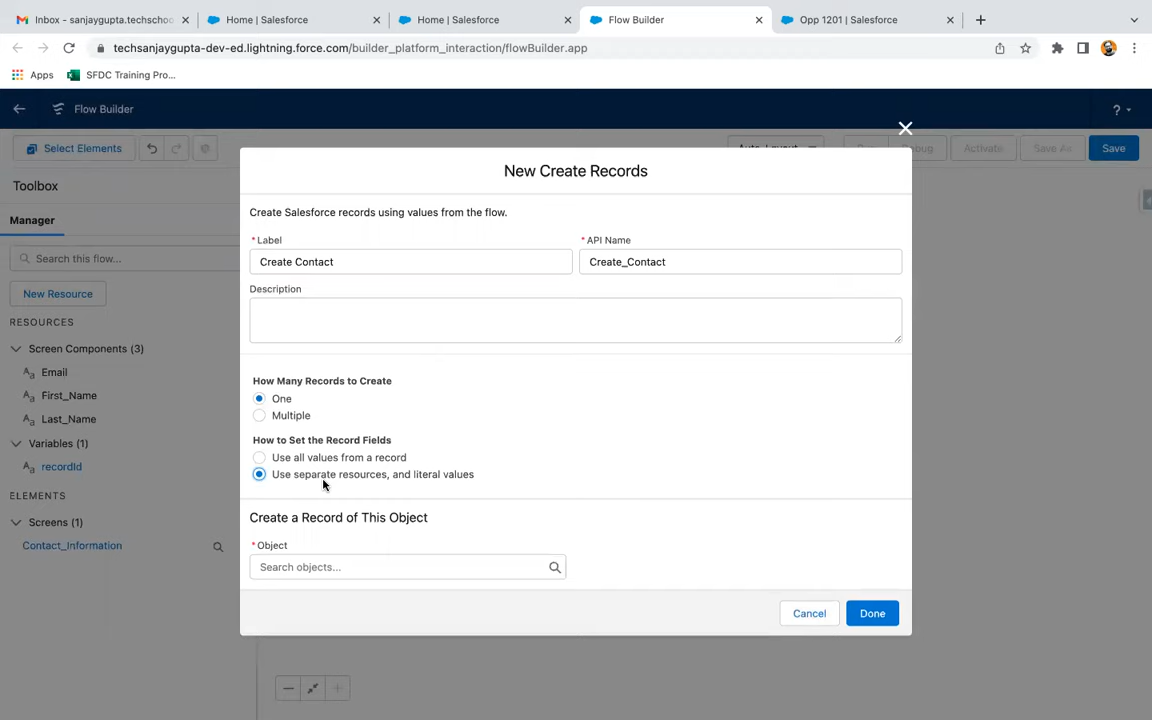 Inbox - sanjaygupta.techschoo
Home | Salesforce
Home | Salesforce
Flow Builder
Opp 1201 | Salesforce
techsanjaygupta-dev-ed.lightning.force.com/builder_platform_interaction/flowBuilder.app
Apps
SFDC Training Pro...
Flow Builder
?
Select Elements
Auto-Layout
Debug
Activate
Save As
Save
Toolbox
Manager
Search this flow...
New Resource
RESOURCES
Screen Components (3)
Email
First_Name
Last_Name
Variables (1)
recordId
ELEMENTS
Screens (1)
Contact_Information
New Create Records
Create Salesforce records using values from the flow.
* Label
* API Name
Create Contact
Create_Contact
Description
How Many Records to Create
One
Multiple
How to Set the Record Fields
Use all values from a record
Use separate resources, and literal values
Create a Record of This Object
* Object
Search objects...
Cancel
Done